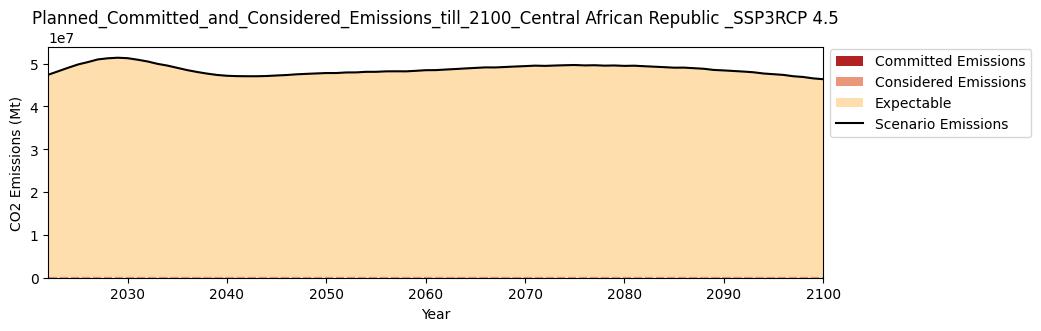 Planned_Committed_and_Considered_Emissions_till_2100_Central African Republic _SSP3RCP 4.5
1e7
5
4
3
2
1
0
CO2 Emissions (Mt)
2030 2040 2050 2060 2070 2080 2090 2100
Year
Committed Emissions
Considered Emissions
Expectable
Scenario Emissions